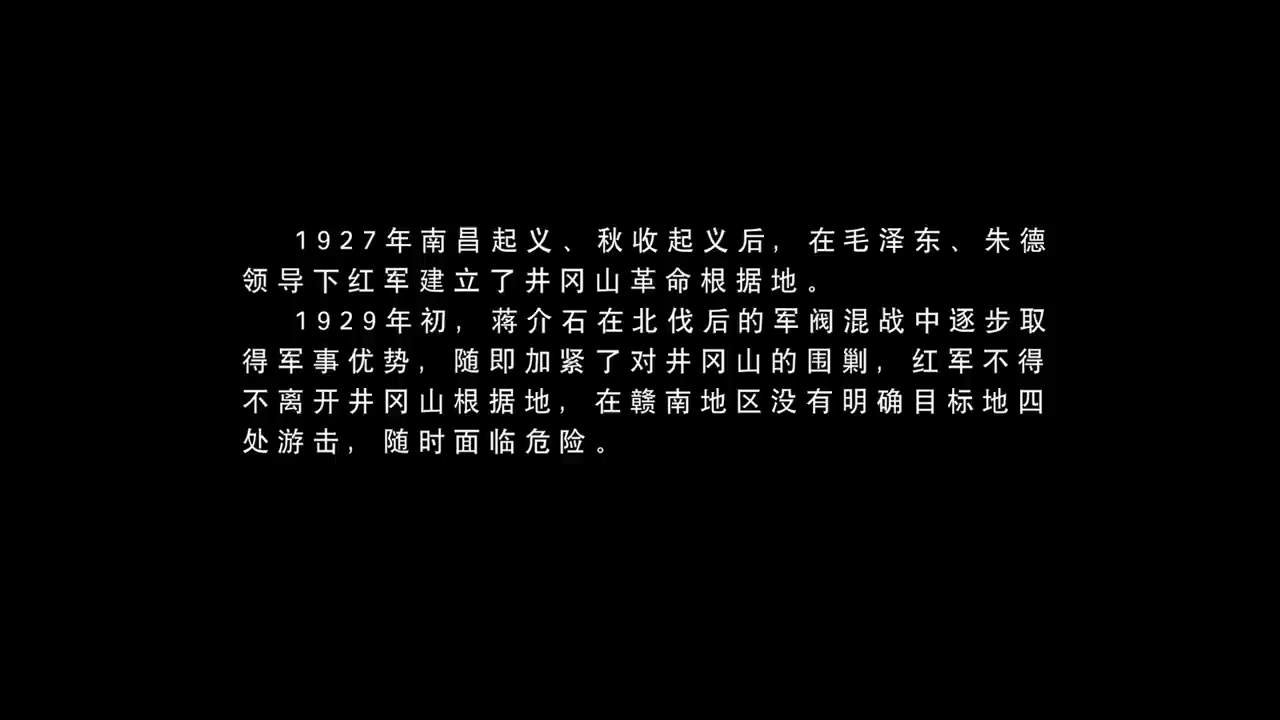 1927年南昌起义、秋收起义后，在毛泽东、朱德
领导下红军建立了井冈山革命根据地。
1929年初，蒋介石在北伐后的军阀混战中逐步取
得军事优势，随即加紧了对井冈山的围剿，红军不得
不离开井冈山根据地，在赣南地区没有明确目标地四
处游击，随时面临危险。